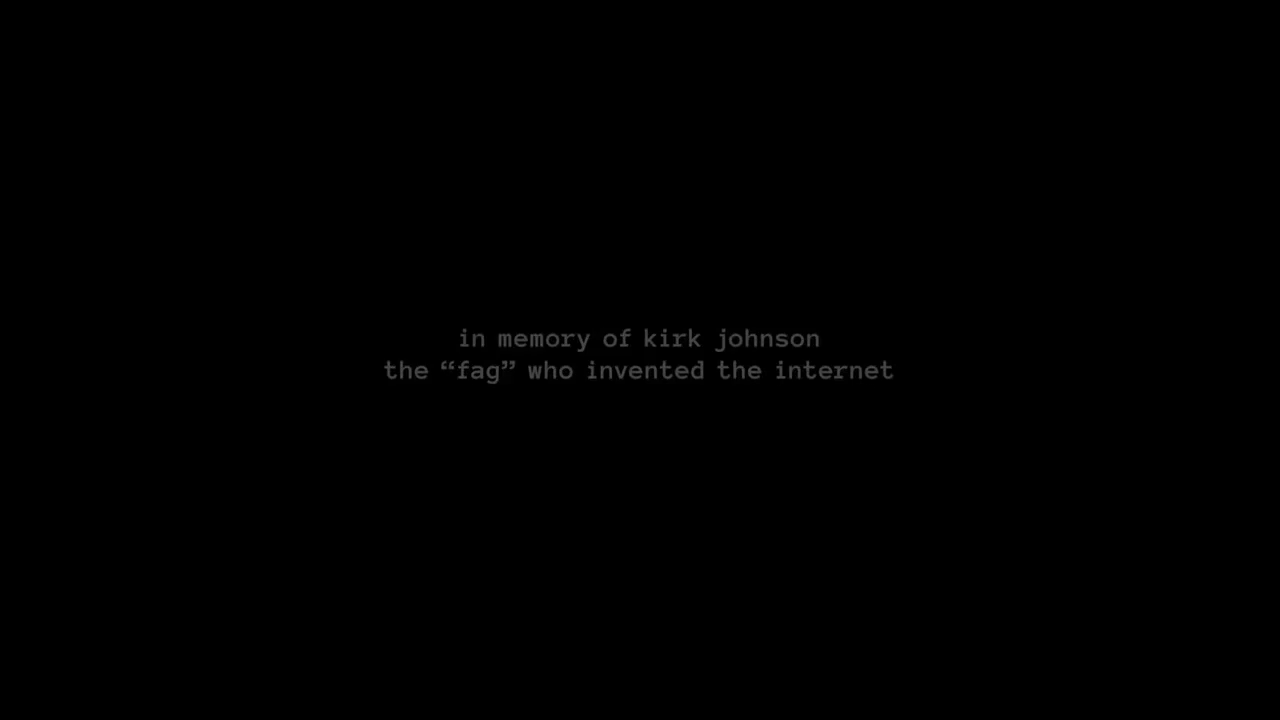 in memory of kirk johnson
the “fag” who invented the internet